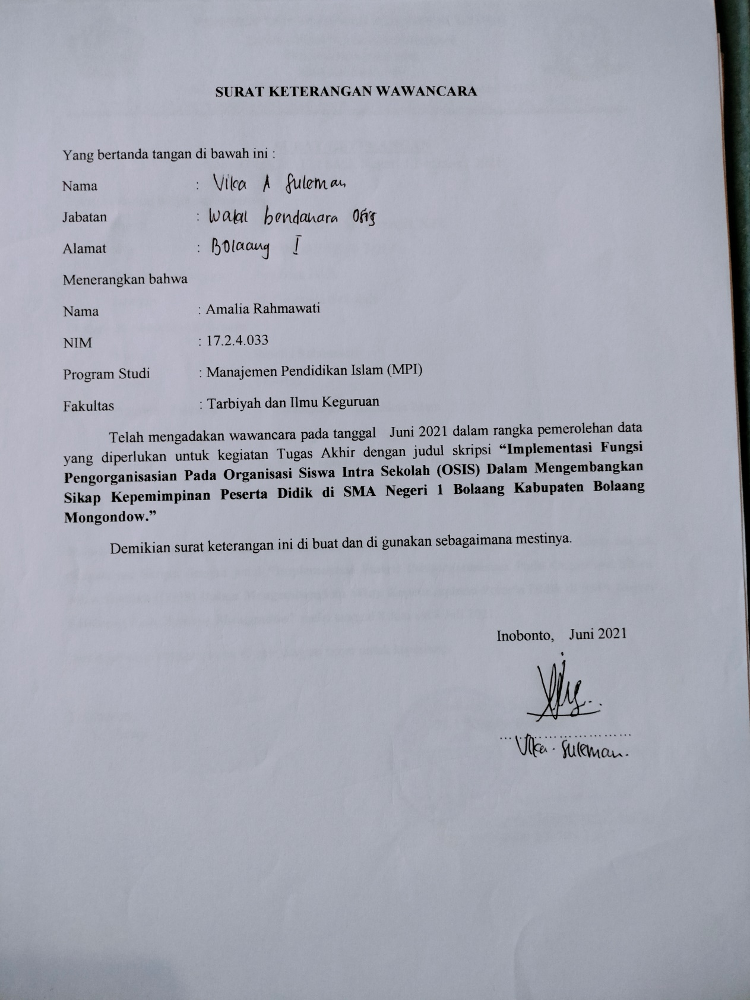 SURAT KETERANGAN WAWANCARA
Yang bertanda tangan di bawah ini :
Nama : Vika A Suleman
Jabatan : Wakil bendahara Osis
Alamat : Bolaang I
Menerangkan bahwa
Nama : Amalia Rahmawati
NIM : 17.2.4.033
Program Studi : Manajemen Pendidikan Islam (MPI)
Fakultas : Tarbiyah dan Ilmu Keguruan
Telah mengadakan wawancara pada tanggal Juni 2021 dalam rangka pemerolehan data
yang diperlukan untuk kegiatan Tugas Akhir dengan judul skripsi “Implementasi Fungsi
Pengorganisasian Pada Organisasi Siswa Intra Sekolah (OSIS) Dalam Mengembangkan
Sikap Kepemimpinan Peserta Didik di SMA Negeri 1 Bolaang Kabupaten Bolaang
Mongondow.”
Demikian surat keterangan ini di buat dan di gunakan sebagaimana mestinya.
Inobonto, Juni 2021
Vika. Suleman.